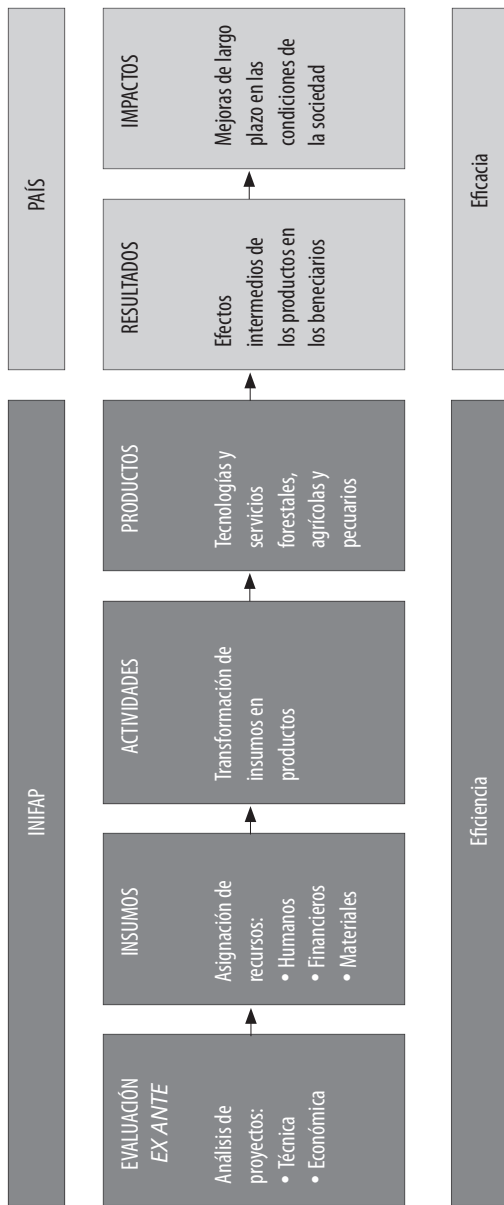 INIFAP
PAÍS
EVALUACIÓN
EX ANTE
Análisis de
proyectos:
• Técnica
• Económica
INSUMOS
Asignación de
recursos:
• Humanos
• Financieros
• Materiales
ACTIVIDADES
Transformación de
insumos en
productos
PRODUCTOS
Tecnologías y
servicios
forestales,
agrícolas y
pecuarios
RESULTADOS
Efectos
intermedios de
los productos en
los beneciarios
IMPACTOS
Mejoras de largo
plazo en las
condiciones de
la sociedad
Eficiencia
Eficacia